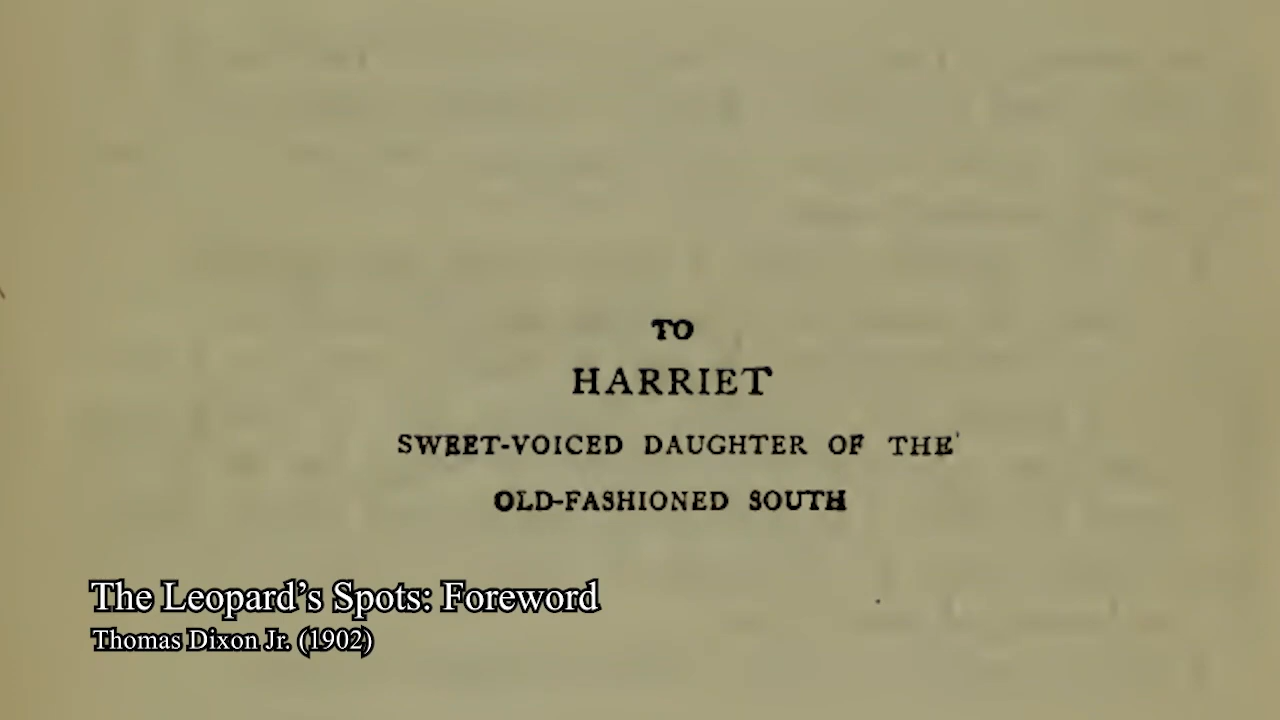 TO
HARRIET
SWEET-VOICED DAUGHTER OF THE
OLD-FASHIONED SOUTH
The Leopard’s Spots: Foreword
Thomas Dixon Jr. (1902)